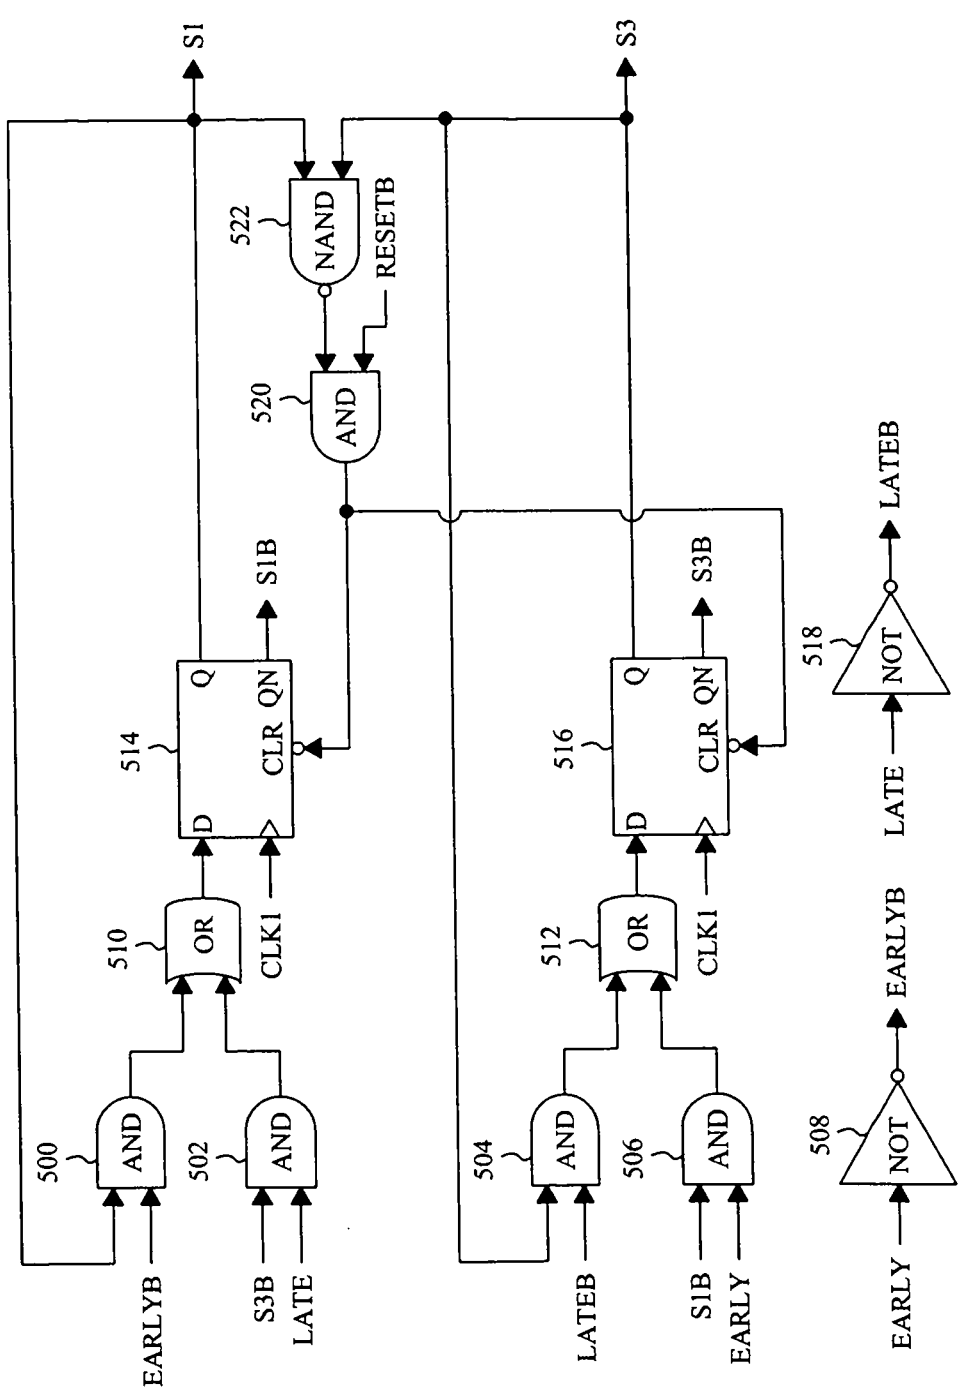 500
AND
EARLYB
502
AND
S3B
LATE
510
OR
CLK1
514
D
Q
CLR
QN
S1B
S1
520
AND
522
NAND
RESETB
504
AND
LATEB
506
AND
S1B
EARLY
512
OR
CLK1
516
D
Q
CLR
QN
S3B
S3
EARLY
508
NOT
EARLYB
LATE
518
NOT
LATEB